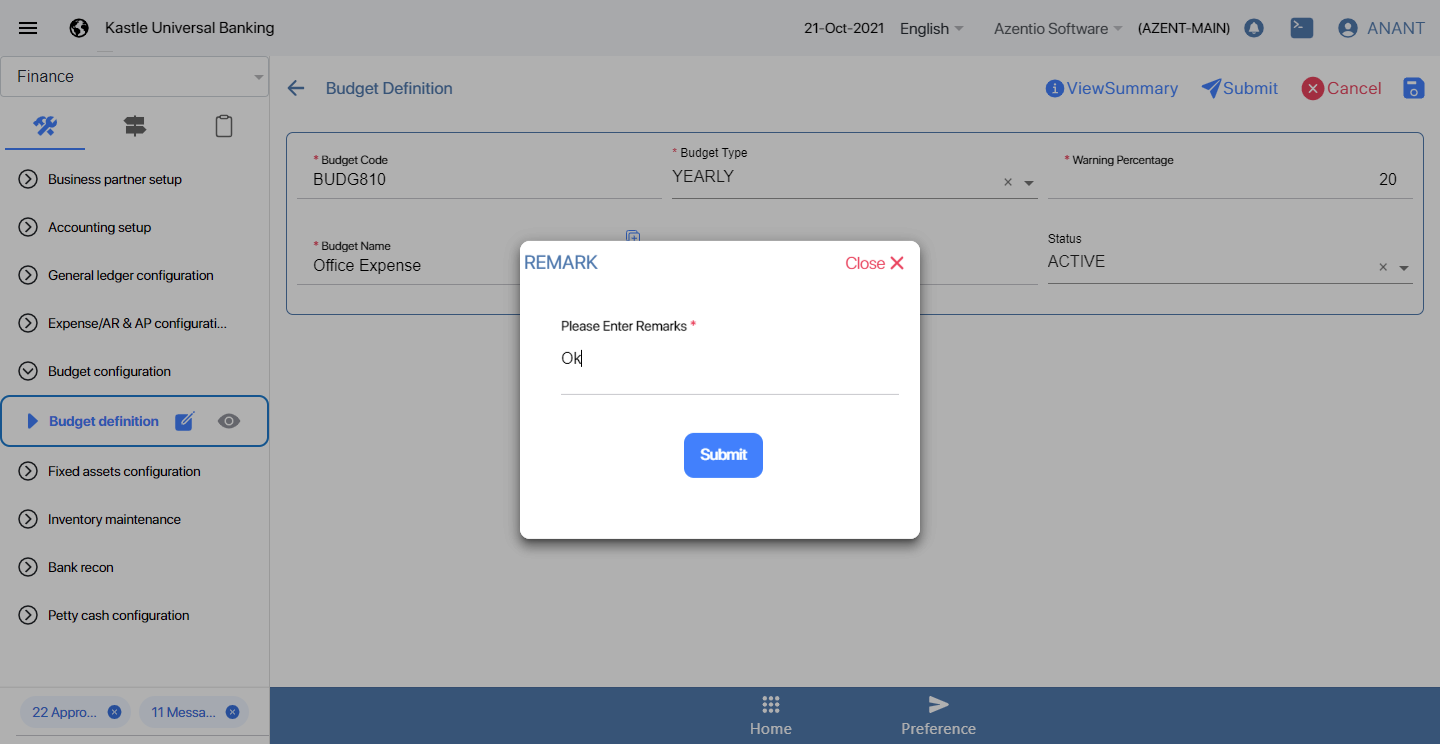 Kastle Universal Banking
21-Oct-2021 English Azentio Software (AZENT-MAIN) ANANT
Finance
Business partner setup
Accounting setup
General ledger configuration
Expense/AR & AP configurati...
Budget configuration
Budget definition
Fixed assets configuration
Inventory maintenance
Bank recon
Petty cash configuration
22 Appro... 11 Messa...
Budget Definition
ViewSummary Submit Cancel
* Budget Code
BUDG810
* Budget Type
YEARLY
* Warning Percentage
20
* Budget Name
Office Expense
Status
ACTIVE
REMARK
Close
Please Enter Remarks *
Ok
Submit
Home
Preference